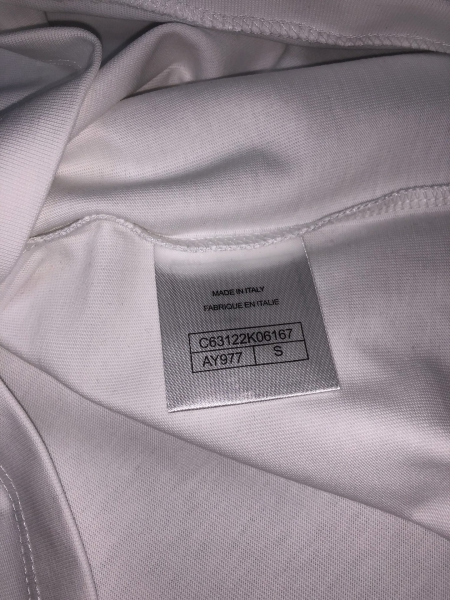 MADE IN ITALY
FABRIQUE EN ITALIE
C63122K06167
AY977 S